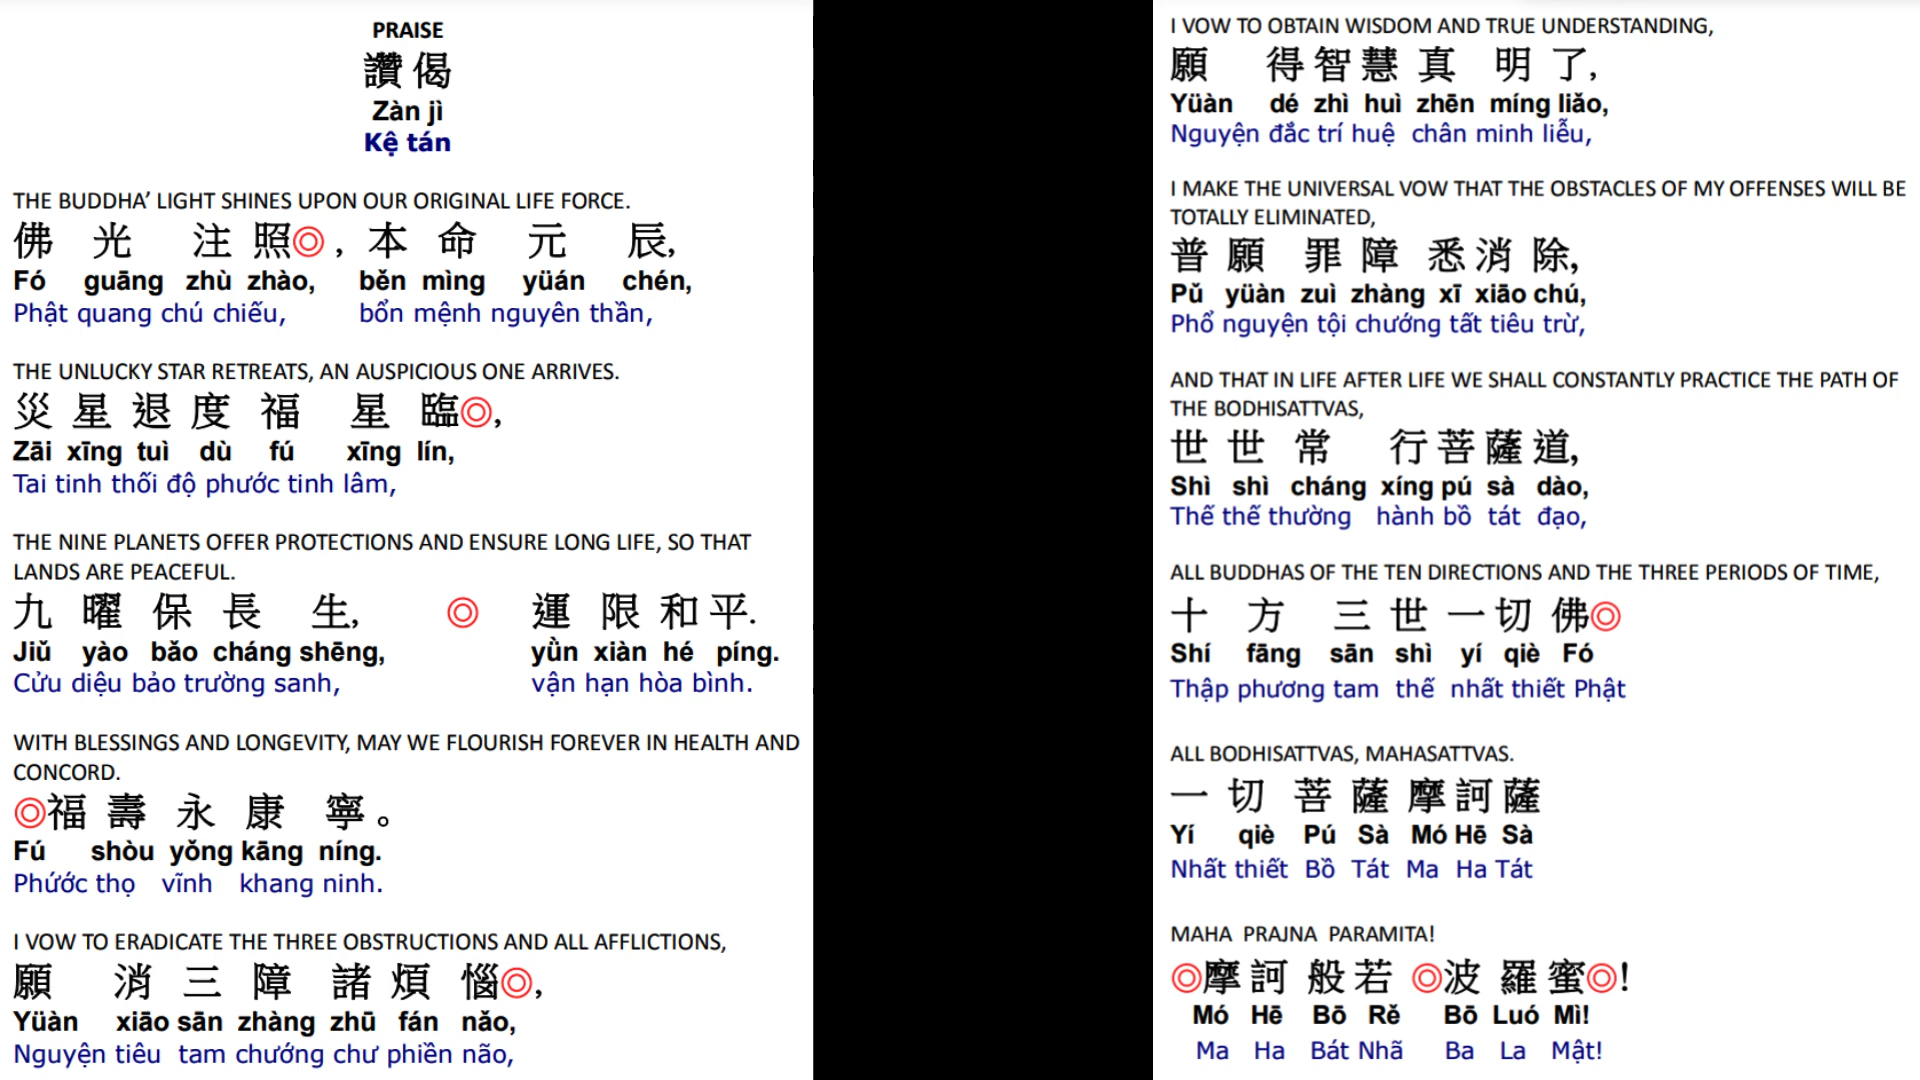 PRAISE
讚偈
Zàn jì
Kệ tán
THE BUDDHA’ LIGHT SHINES UPON OUR ORIGINAL LIFE FORCE.
佛 光 注 照◎, 本 命 元 辰,
Fó guāng zhù zhào, běn mìng yüán chén,
Phật quang chú chiếu, bổn mệnh nguyên thần,
THE UNLUCKY STAR RETREATS, AN AUSPICIOUS ONE ARRIVES.
災 星 退 度 福 星 臨◎,
Zāi xīng tuì dù fú xīng lín,
Tai tinh thối độ phước tinh lâm,
THE NINE PLANETS OFFER PROTECTIONS AND ENSURE LONG LIFE, SO THAT
LANDS ARE PEACEFUL.
九 曜 保 長 生, ◎ 運 限 和 平.
Jiǔ yào bǎo cháng shēng, yǜn xiàn hé píng.
Cửu diệu bảo trường sanh, vận hạn hòa bình.
WITH BLESSINGS AND LONGEVITY, MAY WE FLOURISH FOREVER IN HEALTH AND
CONCORD.
◎福 壽 永 康 寧。
Fú shòu yǒng kāng níng.
Phứớc thọ vĩnh khang ninh.
I VOW TO ERADICATE THE THREE OBSTRUCTIONS AND ALL AFFLICTIONS,
願 消 三 障 諸 煩 惱◎,
Yüàn xiāo sān zhàng zhū fán nǎo,
Nguyện tiêu tam chướng chư phiền não,
I VOW TO OBTAIN WISDOM AND TRUE UNDERSTANDING,
願 得 智 慧 真 明 了,
Yüàn dé zhì huì zhēn míng liǎo,
Nguyện đắc trí huệ chân minh liễu,
I MAKE THE UNIVERSAL VOW THAT THE OBSTACLES OF MY OFFENSES WILL BE
TOTALLY ELIMINATED,
普 願 罪 障 悉 消 除,
Pǔ yüàn zuì zhàng xī xiāo chú,
Phổ nguyện tội chướng tất tiêu trừ,
AND THAT IN LIFE AFTER LIFE WE SHALL CONSTANTLY PRACTICE THE PATH OF
THE BODHISATTVAS,
世 世 常 行 菩 薩 道,
Shì shì cháng xíng pú sà dào,
Thế thế thường hành bồ tát đạo,
ALL BUDDHAS OF THE TEN DIRECTIONS AND THE THREE PERIODS OF TIME,
十 方 三 世 一 切 佛◎
Shí fāng sān shì yí qiè Fó
Thập phương tam thế nhất thiết Phật
ALL BODHISATTVAS, MAHASATTVAS.
一 切 菩 薩 摩 訶 薩
Yí qiè Pú Sà Mó Hē Sà
Nhất thiết Bồ Tát Ma Ha Tát
MAHA PRAJNA PARAMITA!
◎摩 訶 般 若 ◎波 羅 蜜◎!
Mó Hē Bō Rě Bō Luó Mì!
Ma Ha Bát Nhã Ba La Mật!